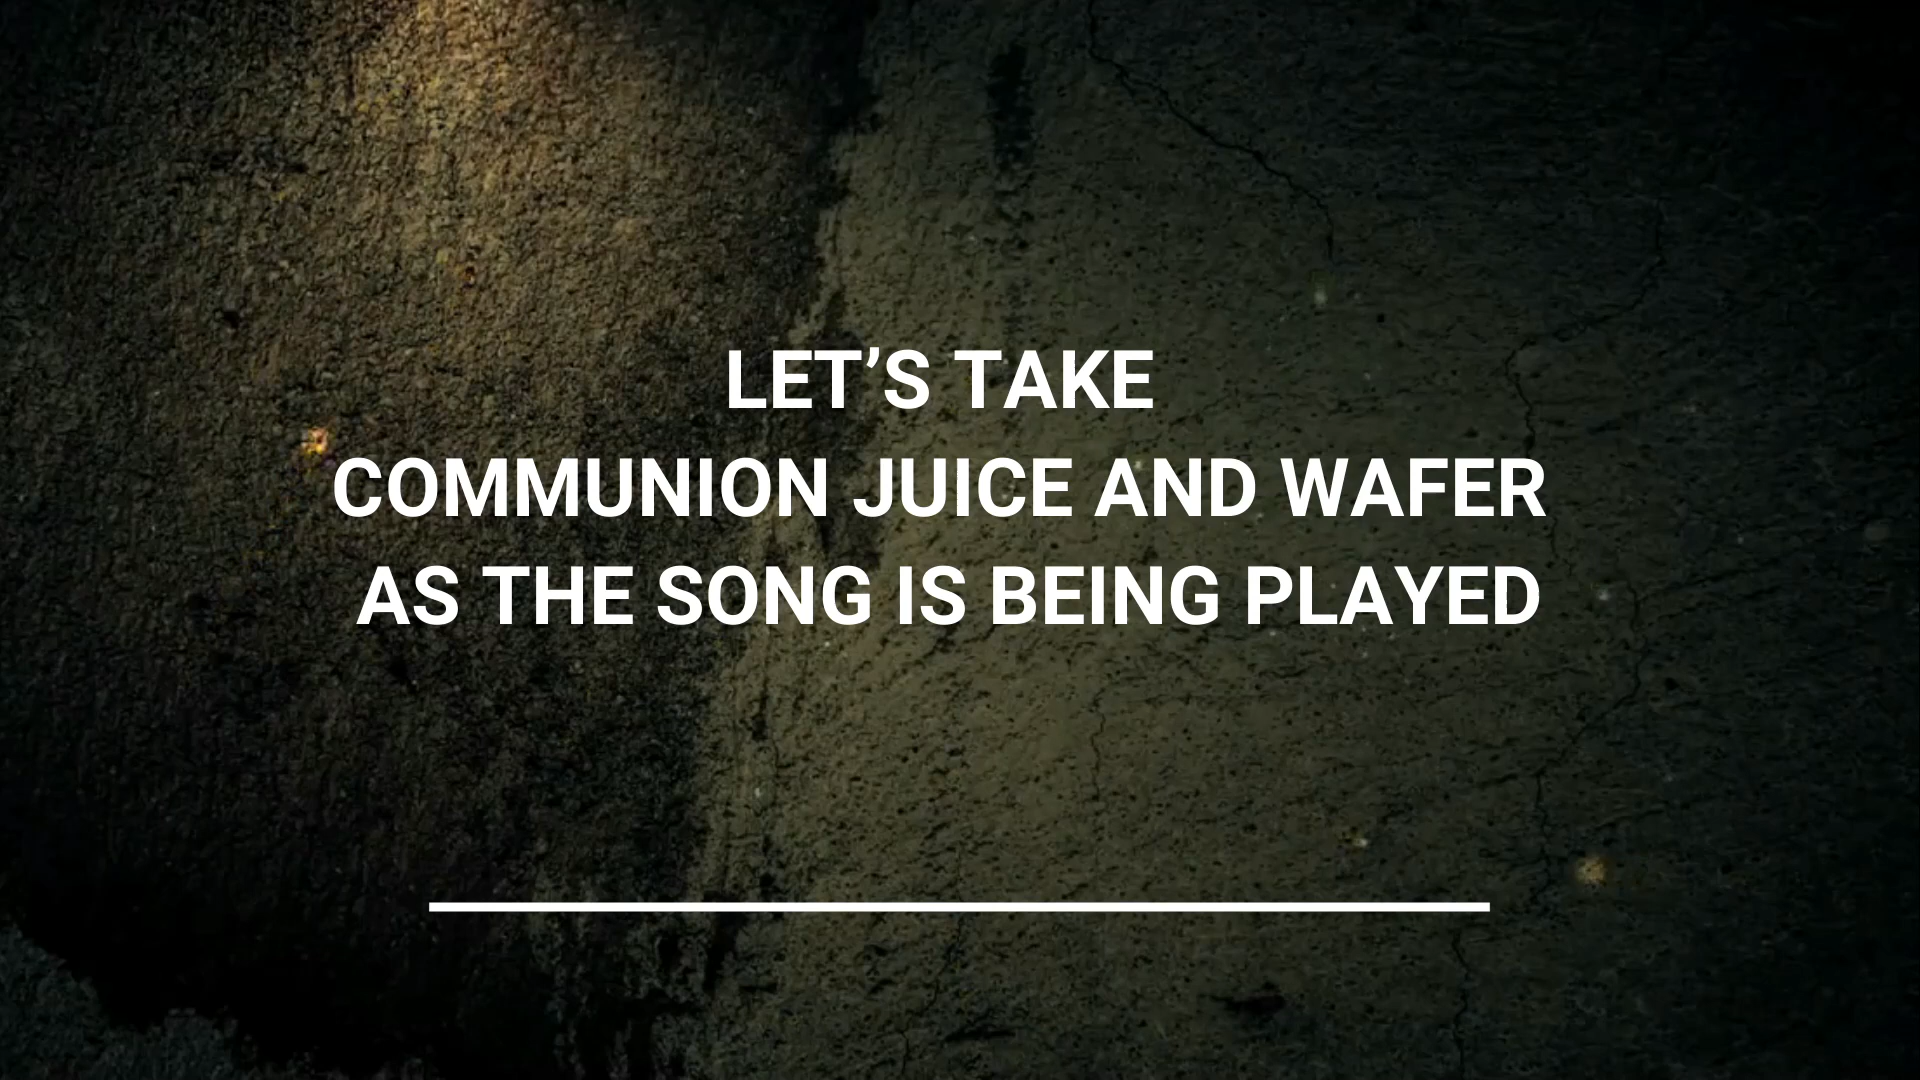 LET’S TAKE
COMMUNION JUICE AND WAFER
AS THE SONG IS BEING PLAYED